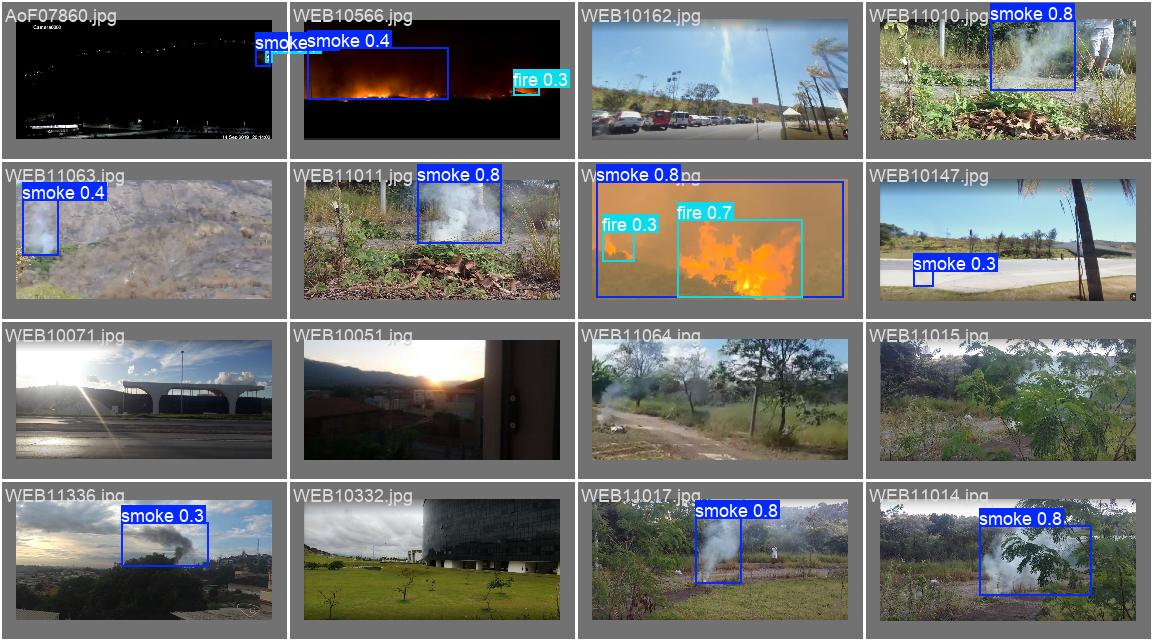 AoF07860.jpg
Camera0003
smoke
WEB10566.jpg
smoke 0.4
fire 0.3
WEB10162.jpg
WEB11010.jpg
smoke 0.8
WEB11063.jpg
smoke 0.4
WEB11011.jpg
smoke 0.8
smoke 0.8
.jpg
fire 0.3
fire 0.7
WEB10147.jpg
smoke 0.3
WEB10071.jpg
WEB10051.jpg
WEB11064.jpg
WEB11015.jpg
WEB11336.jpg
smoke 0.3
WEB10332.jpg
WEB11017.jpg
smoke 0.8
WEB11014.jpg
smoke 0.8